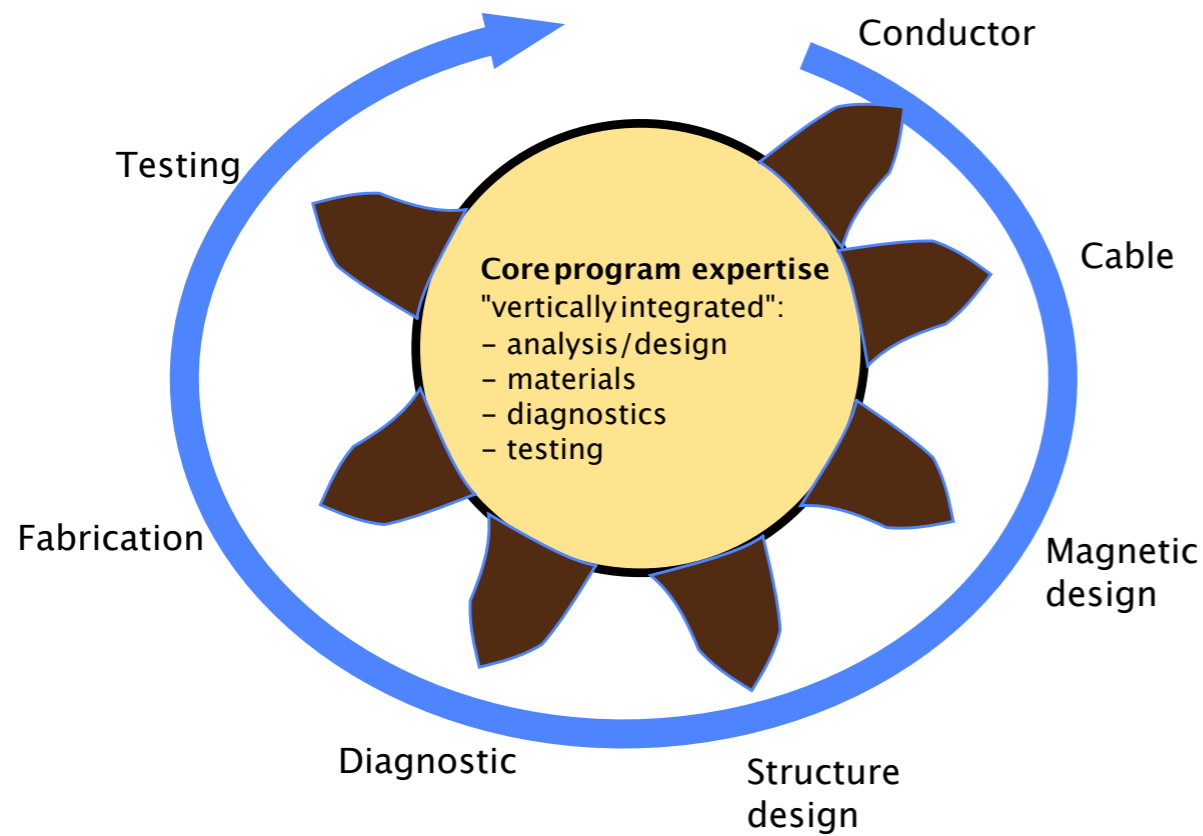 Conductor
Testing
Cable
Core program expertise
"vertically integrated":
– analysis/design
– materials
– diagnostics
– testing
Fabrication
Magnetic
design
Diagnostic
Structure
design